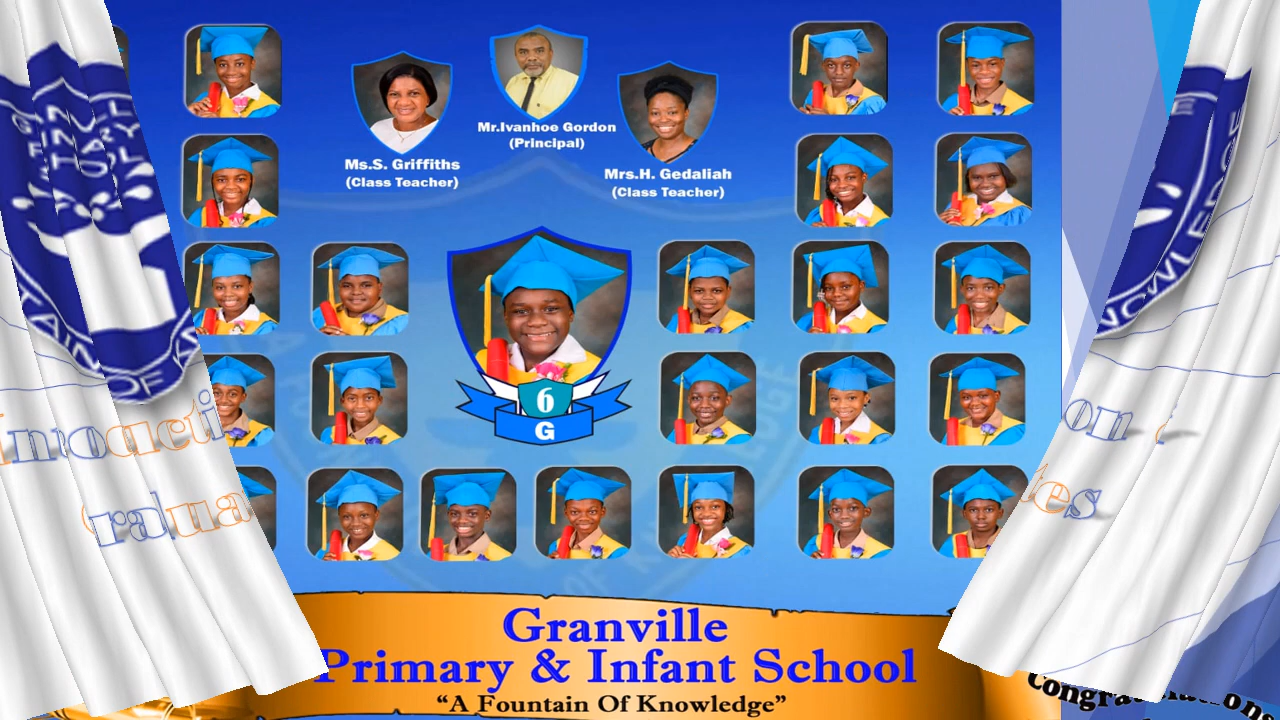 Mr.Ivanhoe Gordon
(Principal)
Ms.S. Griffiths
(Class Teacher)
Mrs.H. Gedaliah
(Class Teacher)
6
G
Granville
Primary & Infant School
“A Fountain Of Knowledge”